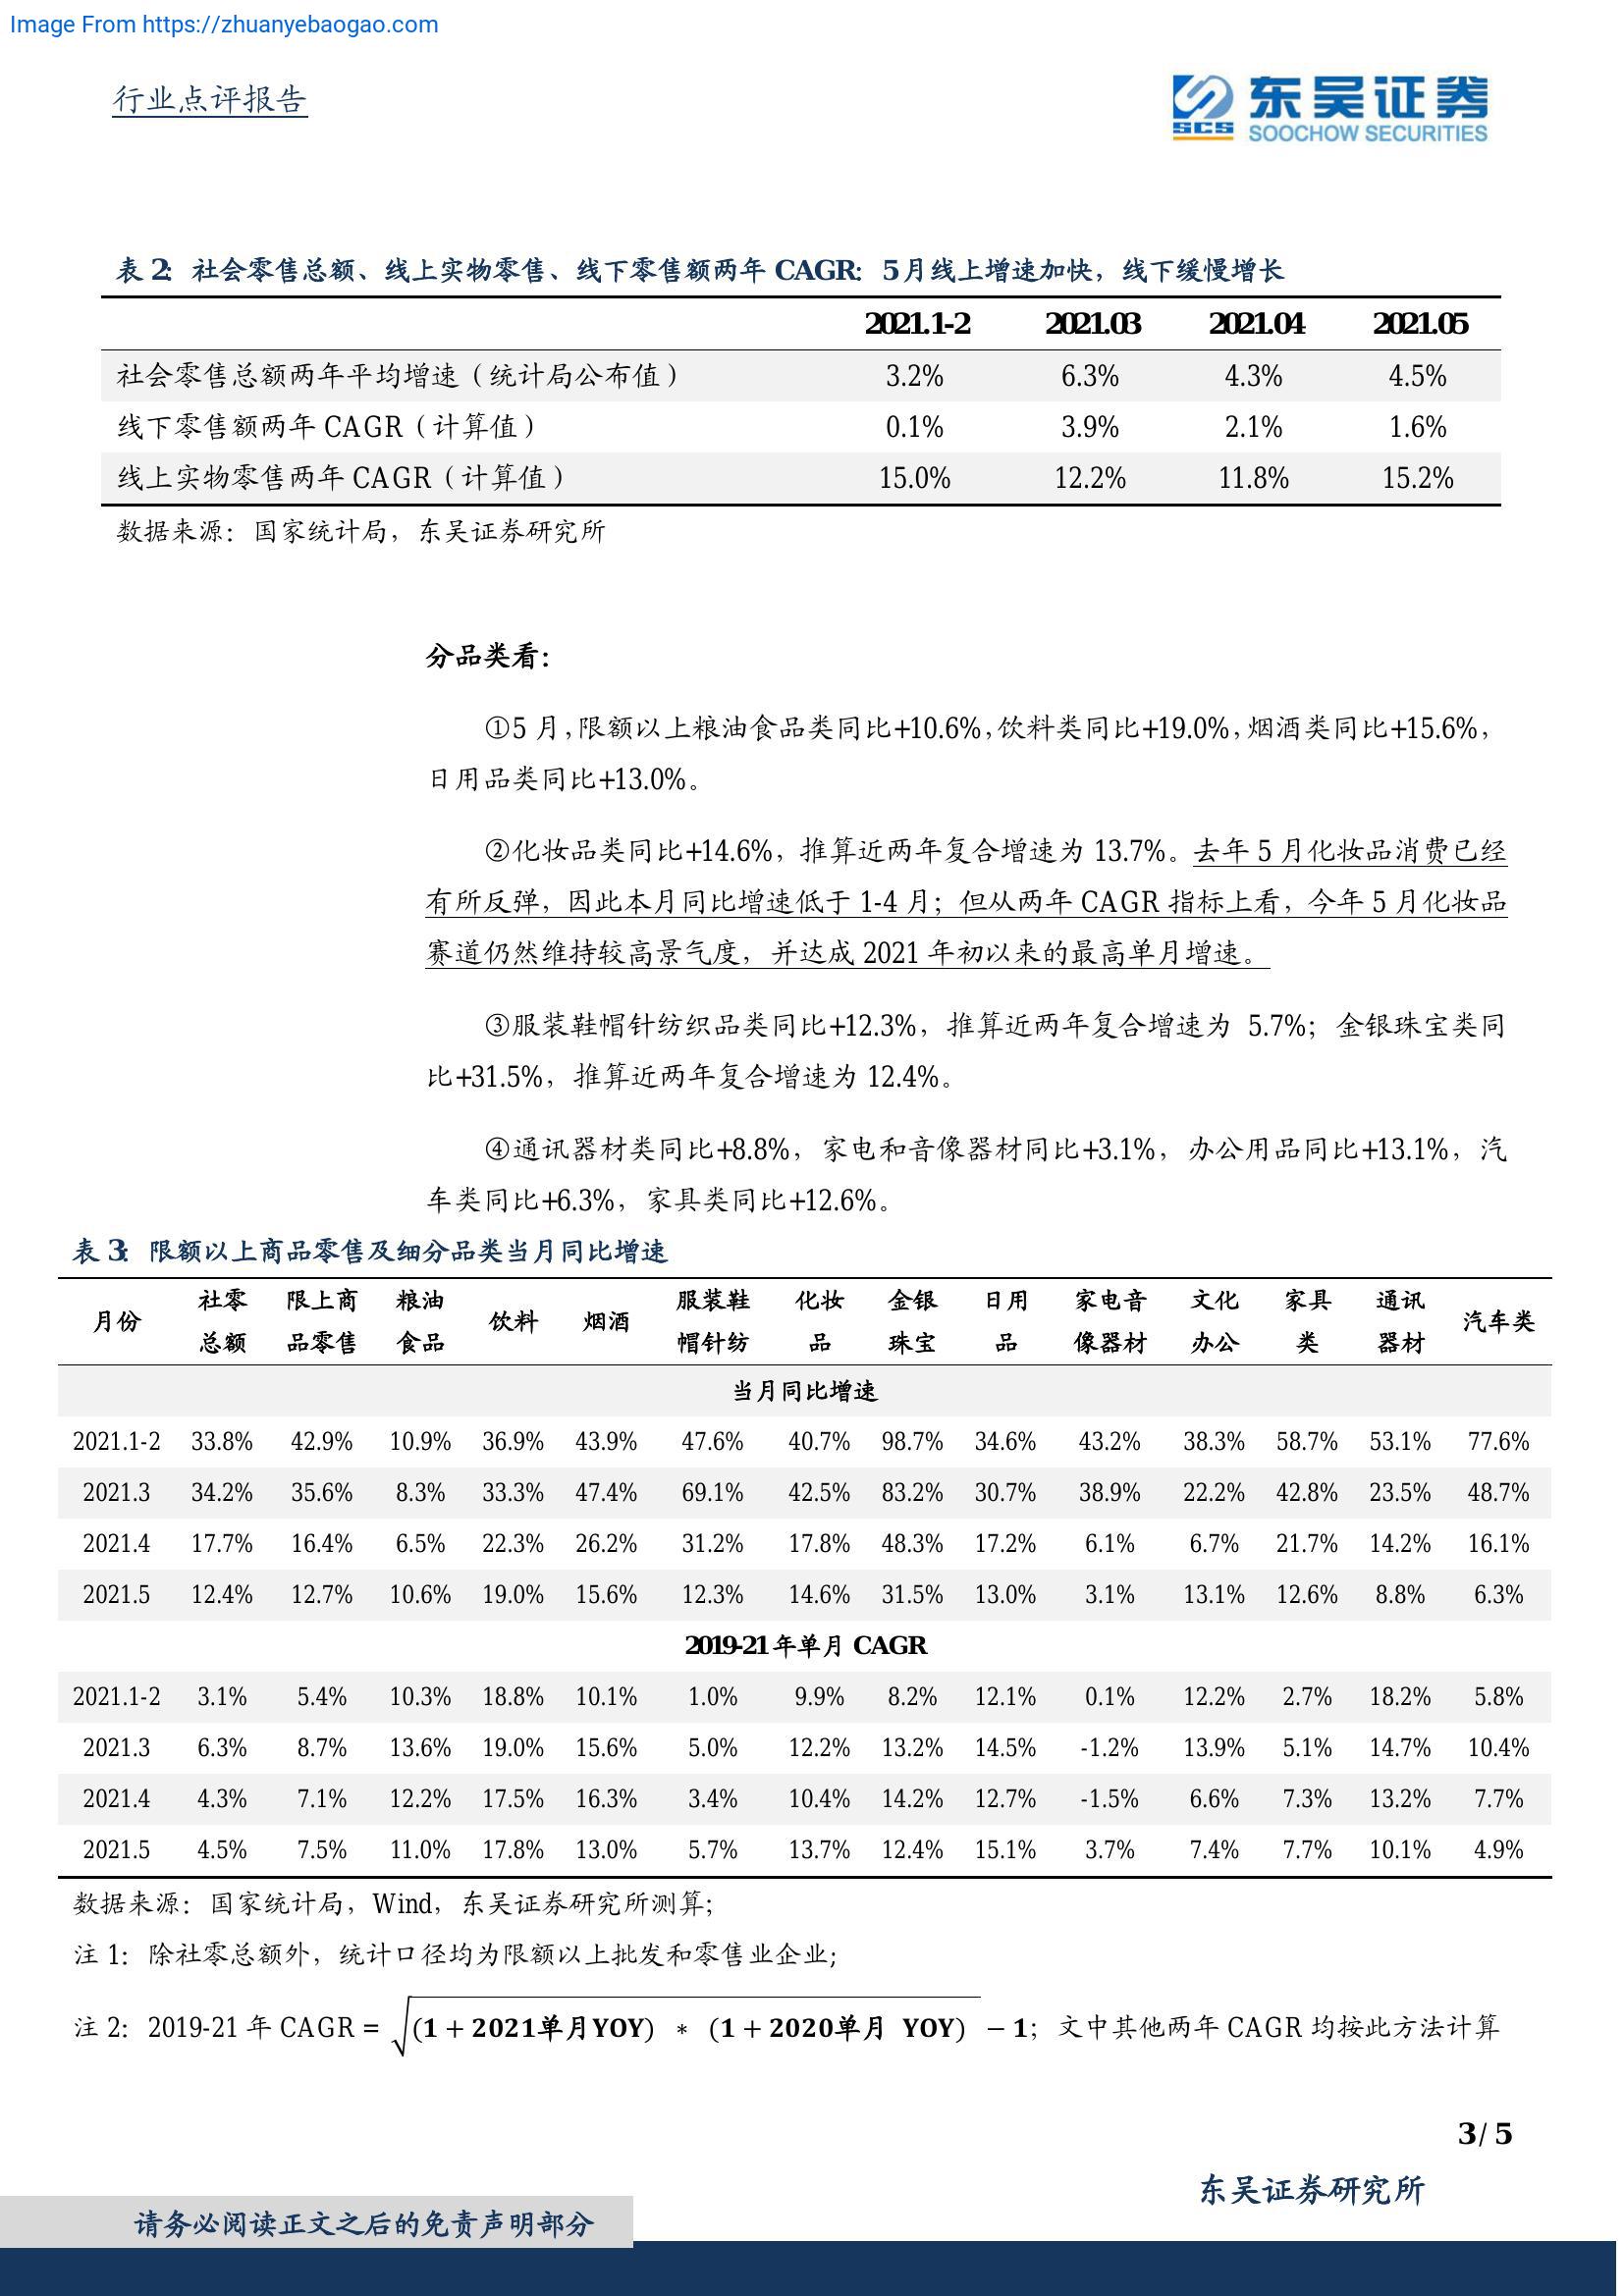 Image From https://zhuanyebaogao.com
行业点评报告
东吴证券
SCS
SOOCHOW SECURITIES
表 2：社会零售总额、线上实物零售、线下零售额两年 CAGR：5 月线上增速加快，线下缓慢增长
2021.1-2 2021.03 2021.04 2021.05
社会零售总额两年平均增速（统计局公布值） 3.2% 6.3% 4.3% 4.5%
线下零售额两年 CAGR（计算值） 0.1% 3.9% 2.1% 1.6%
线上实物零售两年 CAGR（计算值） 15.0% 12.2% 11.8% 15.2%
数据来源：国家统计局，东吴证券研究所
分品类看：
①5 月，限额以上粮油食品类同比+10.6%，饮料类同比+19.0%，烟酒类同比+15.6%，
日用品类同比+13.0%。
②化妆品类同比+14.6%，推算近两年复合增速为 13.7%。去年 5 月化妆品消费已经
有所反弹，因此本月同比增速低于 1-4 月；但从两年 CAGR 指标上看，今年 5 月化妆品
赛道仍然维持较高景气度，并达成 2021 年初以来的最高单月增速。
③服装鞋帽针纺织品类同比+12.3%，推算近两年复合增速为 5.7%；金银珠宝类同
比+31.5%，推算近两年复合增速为 12.4%。
④通讯器材类同比+8.8%，家电和音像器材同比+3.1%，办公用品同比+13.1%，汽
车类同比+6.3%，家具类同比+12.6%。
表 3：限额以上商品零售及细分品类当月同比增速
月份 社零总额 限上商品零售 粮油食品 饮料 烟酒 服装鞋帽针纺 化妆品 金银珠宝 日用品 家电音像器材 文化办公 家具类 通讯器材 汽车类
当月同比增速
2021.1-2 33.8% 42.9% 10.9% 36.9% 43.9% 47.6% 40.7% 98.7% 34.6% 43.2% 38.3% 58.7% 53.1% 77.6%
2021.3 34.2% 35.6% 8.3% 33.3% 47.4% 69.1% 42.5% 83.2% 30.7% 38.9% 22.2% 42.8% 23.5% 48.7%
2021.4 17.7% 16.4% 6.5% 22.3% 26.2% 31.2% 17.8% 48.3% 17.2% 6.1% 6.7% 21.7% 14.2% 16.1%
2021.5 12.4% 12.7% 10.6% 19.0% 15.6% 12.3% 14.6% 31.5% 13.0% 3.1% 13.1% 12.6% 8.8% 6.3%
2019-21 年单月 CAGR
2021.1-2 3.1% 5.4% 10.3% 18.8% 10.1% 1.0% 9.9% 8.2% 12.1% 0.1% 12.2% 2.7% 18.2% 5.8%
2021.3 6.3% 8.7% 13.6% 19.0% 15.6% 5.0% 12.2% 13.2% 14.5% -1.2% 13.9% 5.1% 14.7% 10.4%
2021.4 4.3% 7.1% 12.2% 17.5% 16.3% 3.4% 10.4% 14.2% 12.7% -1.5% 6.6% 7.3% 13.2% 7.7%
2021.5 4.5% 7.5% 11.0% 17.8% 13.0% 5.7% 13.7% 12.4% 15.1% 3.7% 7.4% 7.7% 10.1% 4.9%
数据来源：国家统计局，Wind，东吴证券研究所测算；
注 1：除社零总额外，统计口径均为限额以上批发和零售业企业；
注 2：2019-21 年 CAGR = √(1 + 2021单月YOY) * (1 + 2020单月 YOY) − 1；文中其他两年 CAGR 均按此方法计算
3 / 5
东吴证券研究所
请务必阅读正文之后的免责声明部分